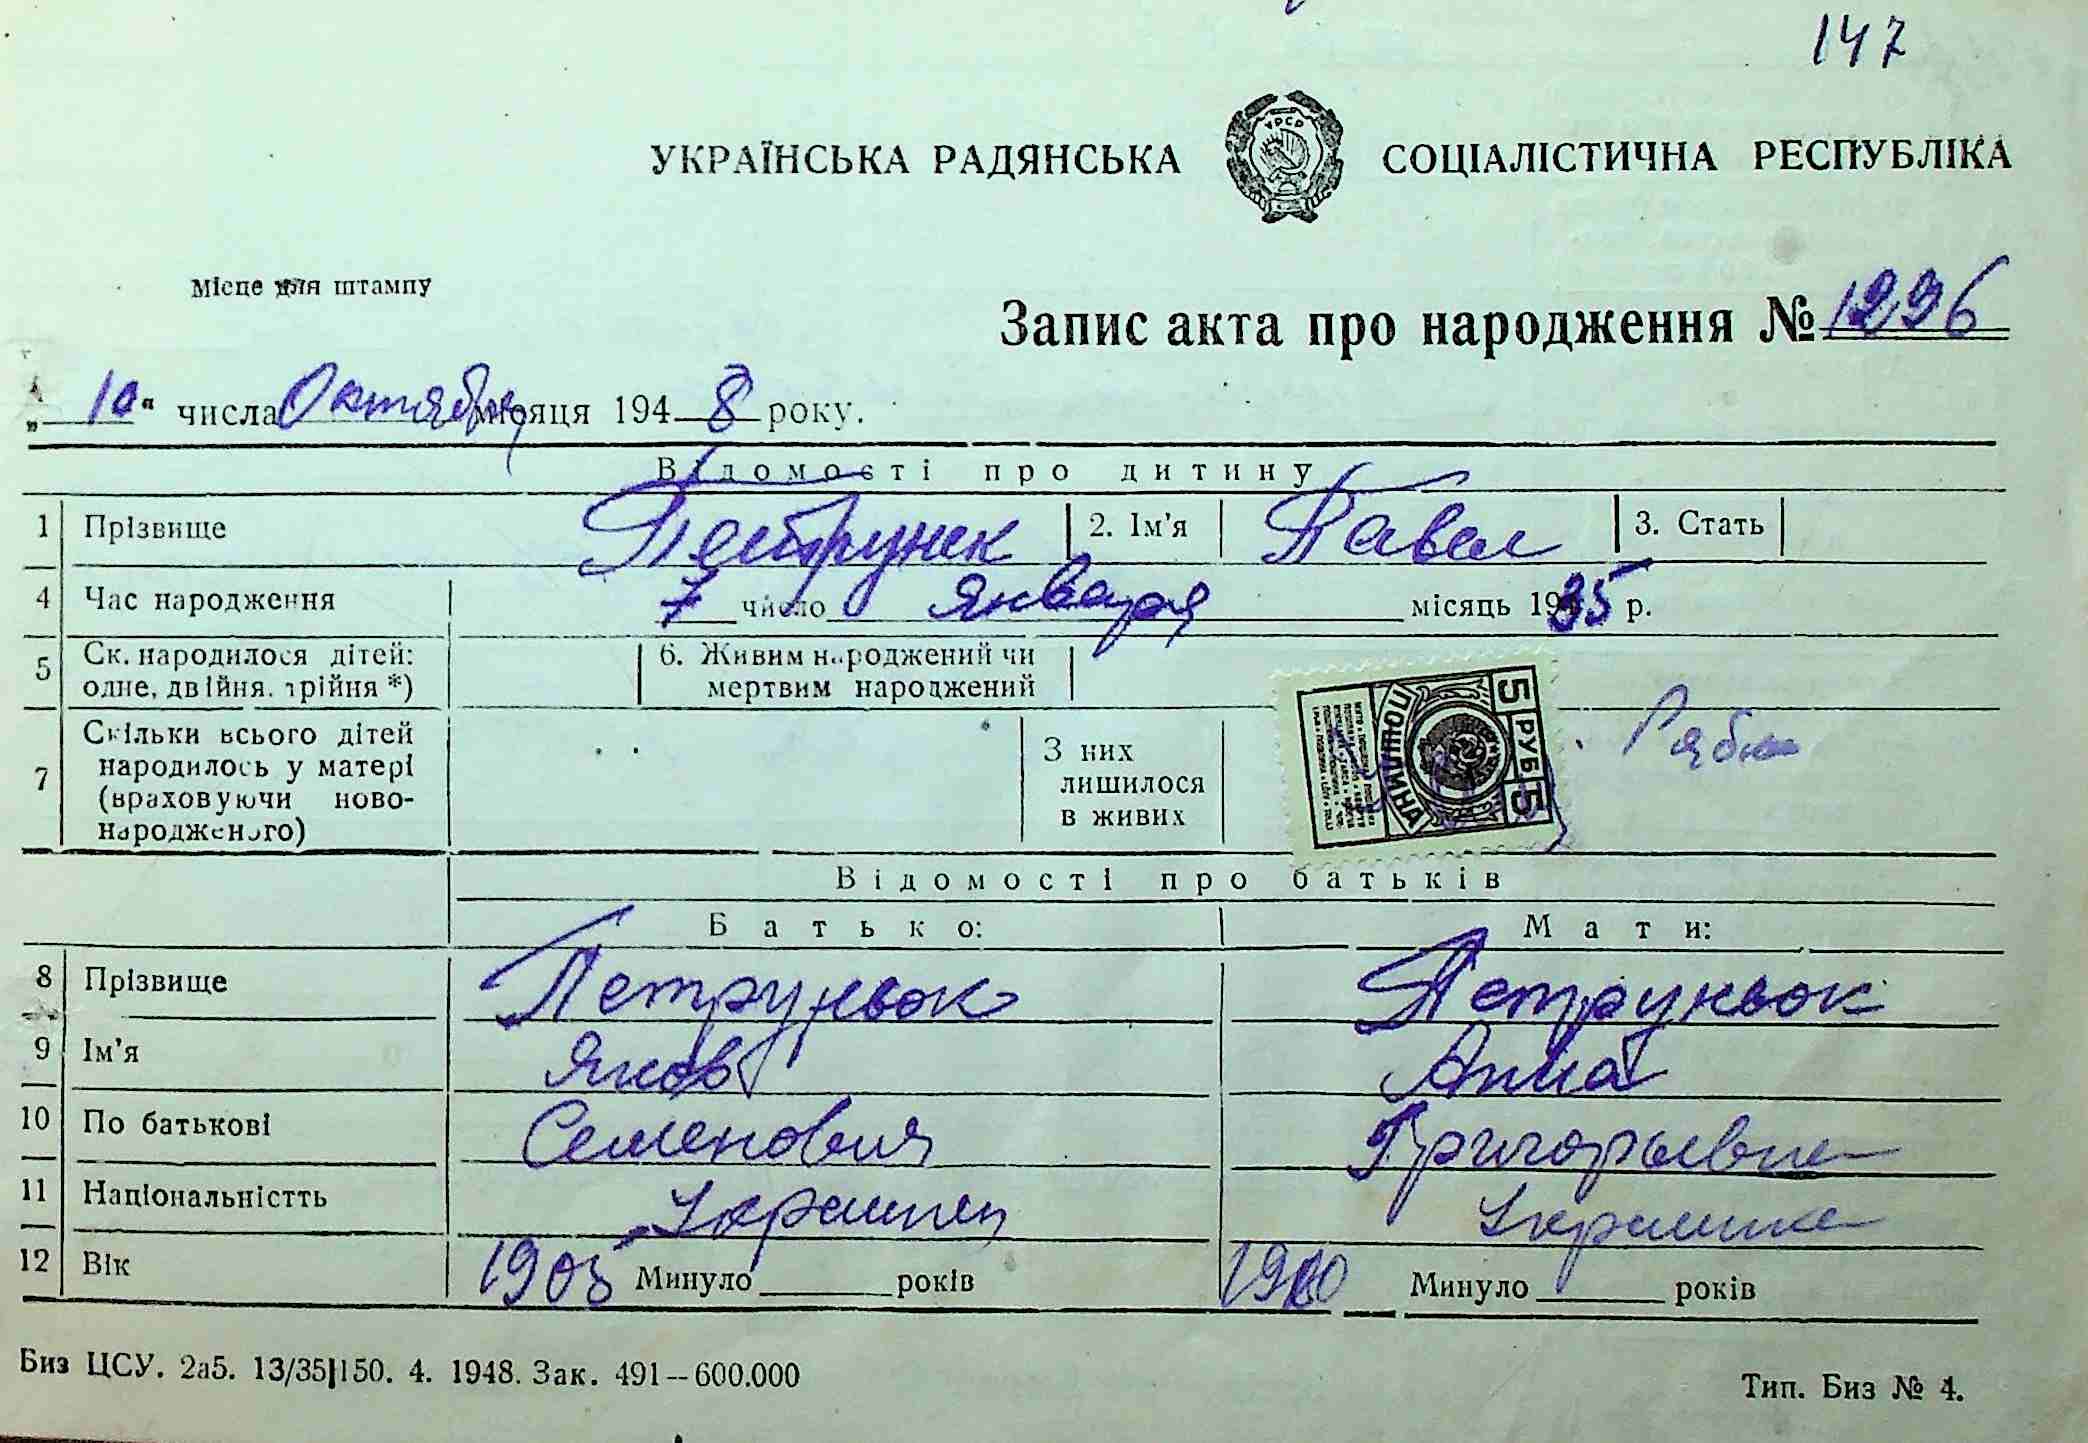 147
УКРАЇНСЬКА РАДЯНСЬКА СОЦІАЛІСТИЧНА РЕСПУБЛІКА
УРСР
Місце для штампу
Запис акта про народження № 1296
„10“ числа Октября місяця 1948 року.
Відомості про дитину
1 Прізвище 2. Ім'я Павел 3. Стать
4 Час народження 7 число января місяць 1935 р.
5 Ск. народилося дітей: одне, двійня, трійня *) 6. Живим народжений чи мертвим народжений
7 Скільки всього дітей народилось у матері (враховуючи новонародженого) З них лишилося в живих
5 РУБ 5
Відомості про батьків
Батько: Мати:
8 Прізвище Петруньок Петруньок
9 Ім'я Яков Анна
10 По батькові Семенович Григорьевна
11 Національністть Украинец Украинка
12 Вік 1905 Минуло років 1910 Минуло років
Биз ЦСУ. 2а5. 13/35|150. 4. 1948. Зак. 491—600.000
Тип. Биз № 4.